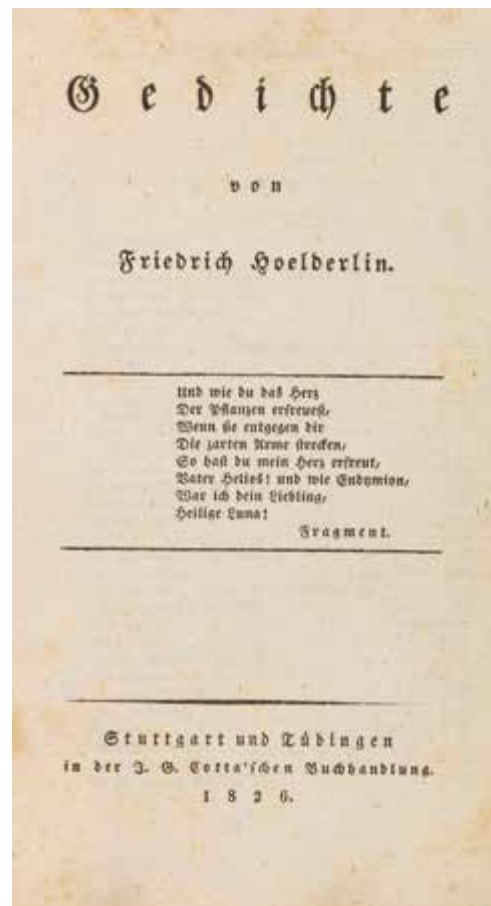 Gedichte
von
Friedrich Hoelderlin.
Und wie du das Herz
Der Pflanzen erfreuest,
Wenn sie entgegen dir
Die zarten Arme strecken,
So hast du mein Herz erfreut,
Vater Helios! und wie Endymion,
War ich dein Liebling,
Heilige Luna!
Fragment.
Stuttgart und Tübingen
in der J. G. Cotta'schen Buchhandlung.
1826.